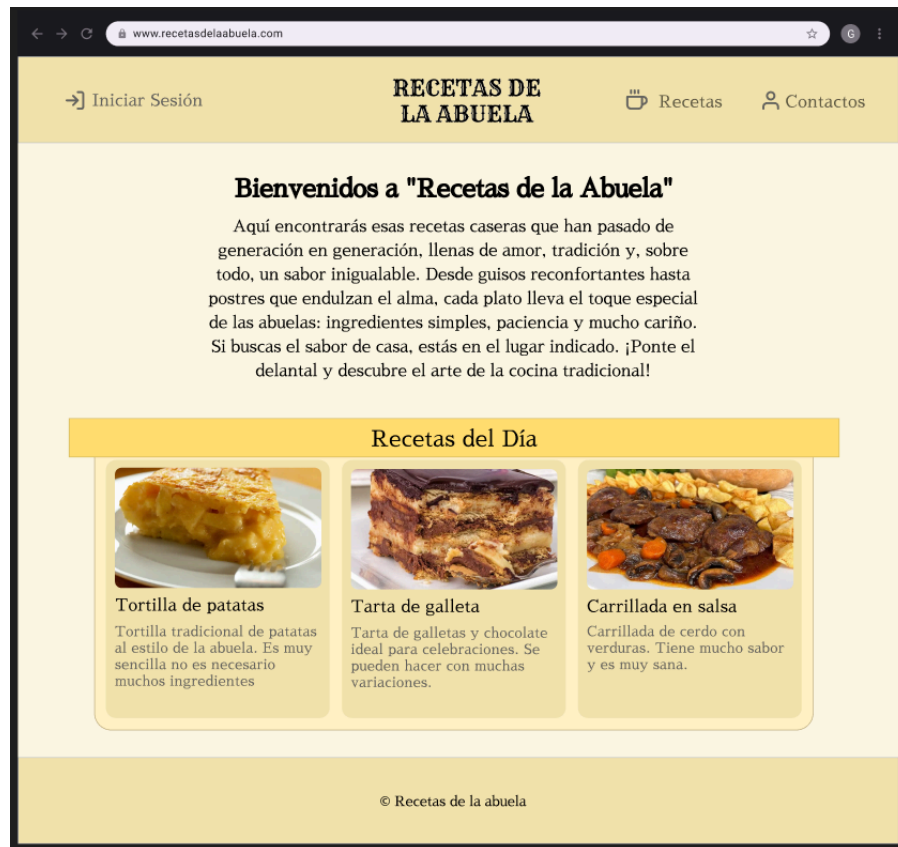 www.recetasdelaabuela.com
G
Iniciar Sesión
RECETAS DE
LA ABUELA
Recetas
Contactos
Bienvenidos a "Recetas de la Abuela"
Aquí encontrarás esas recetas caseras que han pasado de
generación en generación, llenas de amor, tradición y, sobre
todo, un sabor inigualable. Desde guisos reconfortantes hasta
postres que endulzan el alma, cada plato lleva el toque especial
de las abuelas: ingredientes simples, paciencia y mucho cariño.
Si buscas el sabor de casa, estás en el lugar indicado. ¡Ponte el
delantal y descubre el arte de la cocina tradicional!
Recetas del Día
Tortilla de patatas
Tortilla tradicional de patatas
al estilo de la abuela. Es muy
sencilla no es necesario
muchos ingredientes
Tarta de galleta
Tarta de galletas y chocolate
ideal para celebraciones. Se
pueden hacer con muchas
variaciones.
Carrillada en salsa
Carrillada de cerdo con
verduras. Tiene mucho sabor
y es muy sana.
© Recetas de la abuela